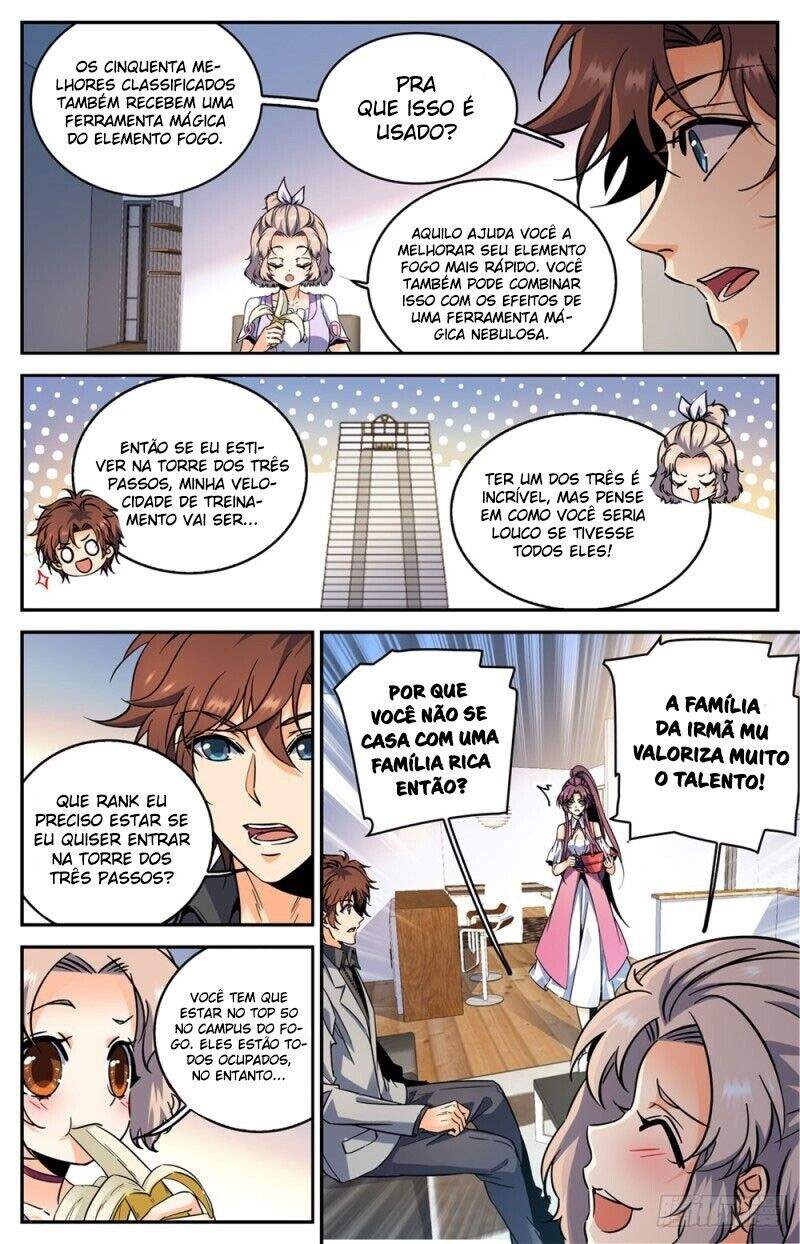 OS CINQUENTA ME-
LHORES CLASSIFICADOS
TAMBÉM RECEBEM UMA
FERRAMENTA MÁGICA
DO ELEMENTO FOGO.
PRA
QUE ISSO É
USADO?
AQUILO AJUDA VOCÊ A
MELHORAR SEU ELEMENTO
FOGO MAIS RÁPIDO. VOCÊ
TAMBÉM PODE COMBINAR
ISSO COM OS EFEITOS DE
UMA FERRAMENTA MÁ-
GICA NEBULOSA.
ENTÃO SE EU ESTI-
VER NA TORRE DOS TRÊS
PASSOS, MINHA VELO-
CIDADE DE TREINA-
MENTO VAI SER...
TER UM DOS TRÊS É
INCRÍVEL, MAS PENSE
EM COMO VOCÊ SERIA
LOUCO SE TIVESSE
TODOS ELES!
QUE RANK EU
PRECISO ESTAR SE
EU QUISER ENTRAR
NA TORRE DOS
TRÊS PASSOS?
VOCÊ TEM QUE
ESTAR NO TOP 50
NO CAMPUS DO FO-
GO. ELES ESTÃO TO-
DOS OCUPADOS,
NO ENTANTO...
POR QUE
VOCÊ NÃO SE
CASA COM UMA
FAMÍLIA RICA
ENTÃO?
A FAMÍLIA
DA IRMÃ MU
VALORIZA MUITO
O TALENTO!